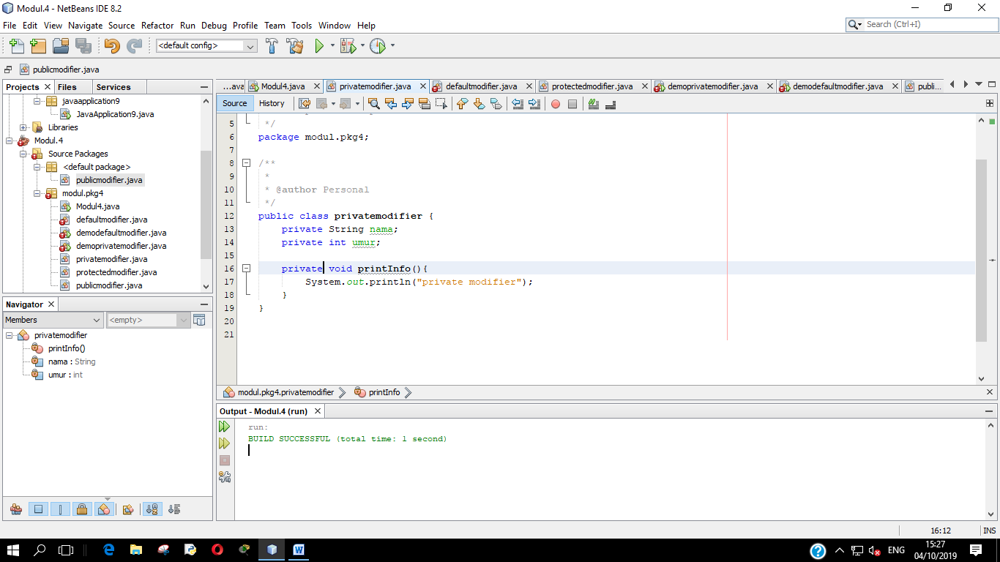 Modul.4 - NetBeans IDE 8.2
File Edit View Navigate Source Refactor Run Debug Profile Team Tools Window Help
Search (Ctrl+I)
<default config>
publicmodifier.java
Projects Files Services
javaapplication9
JavaApplication9.java
Libraries
Modul.4
Source Packages
<default package>
publicmodifier.java
modul.pkg4
Modul4.java
defaultmodifier.java
demodefaultmodifier.java
demoprivatemodifier.java
privatemodifier.java
protectedmodifier.java
publicmodifier.java
Navigator
Members <empty>
privatemodifier
printInfo()
nama : String
umur : int
...ava Modul4.java privatemodifier.java defaultmodifier.java protectedmodifier.java demoprivatemodifier.java demodefaultmodifier.java publi...
Source History
5 */
6 package modul.pkg4;
7
8 /**
9 *
10 * @author Personal
11 */
12 public class privatemodifier {
13 private String nama;
14 private int umur;
15
16 private void printInfo(){
17 System.out.println("private modifier");
18 }
19 }
20
21
modul.pkg4.privatemodifier printInfo
Output - Modul.4 (run)
run:
BUILD SUCCESSFUL (total time: 1 second)
16:12 INS
ENG
15:27
04/10/2019